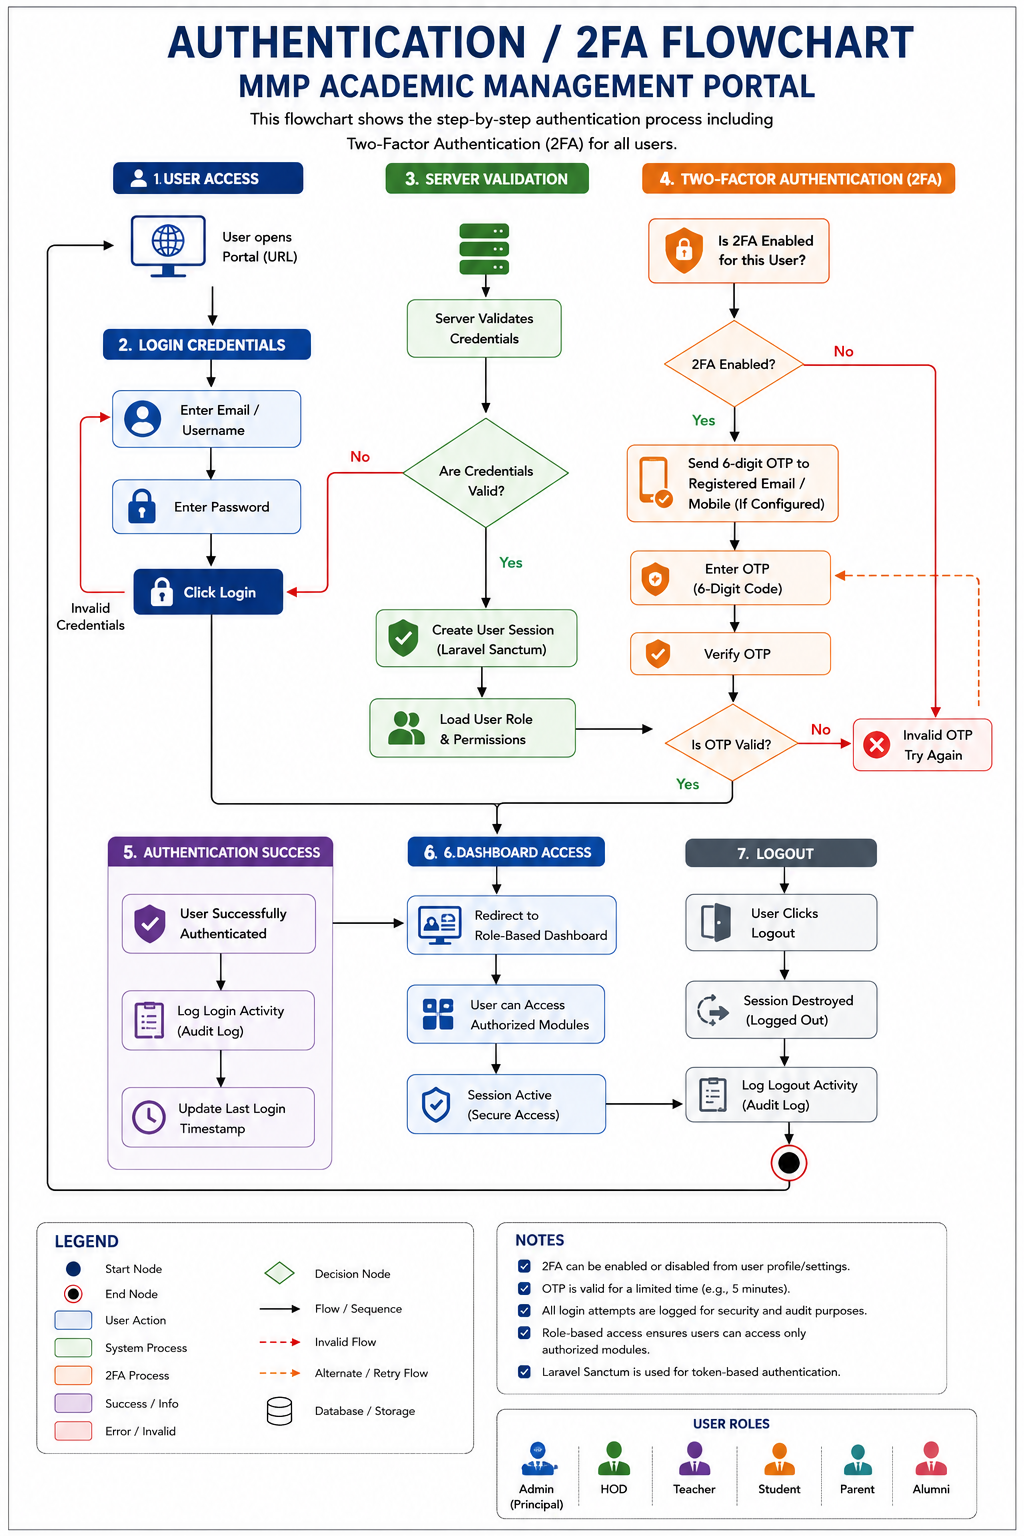 AUTHENTICATION / 2FA FLOWCHART
MMP ACADEMIC MANAGEMENT PORTAL
This flowchart shows the step-by-step authentication process including
Two-Factor Authentication (2FA) for all users.
1.USER ACCESS
User opens
Portal (URL)
2. LOGIN CREDENTIALS
Enter Email /
Username
Enter Password
Click Login
Invalid
Credentials
3. SERVER VALIDATION
Server Validates
Credentials
Are Credentials
Valid?
No
Yes
Create User Session
(Laravel Sanctum)
Load User Role
& Permissions
4. TWO-FACTOR AUTHENTICATION (2FA)
Is 2FA Enabled
for this User?
2FA Enabled?
No
Yes
Send 6-digit OTP to
Registered Email /
Mobile (If Configured)
Enter OTP
(6-Digit Code)
Verify OTP
Is OTP Valid?
No
Yes
Invalid OTP
Try Again
5. AUTHENTICATION SUCCESS
User Successfully
Authenticated
Log Login Activity
(Audit Log)
Update Last Login
Timestamp
6. 6.DASHBOARD ACCESS
Redirect to
Role-Based Dashboard
User can Access
Authorized Modules
Session Active
(Secure Access)
7. LOGOUT
User Clicks
Logout
Session Destroyed
(Logged Out)
Log Logout Activity
(Audit Log)
LEGEND
Start Node
End Node
User Action
System Process
2FA Process
Success / Info
Error / Invalid
Decision Node
Flow / Sequence
Invalid Flow
Alternate / Retry Flow
Database / Storage
NOTES
2FA can be enabled or disabled from user profile/settings.
OTP is valid for a limited time (e.g., 5 minutes).
All login attempts are logged for security and audit purposes.
Role-based access ensures users can access only
authorized modules.
Laravel Sanctum is used for token-based authentication.
USER ROLES
Admin
(Principal)
HOD
Teacher
Student
Parent
Alumni